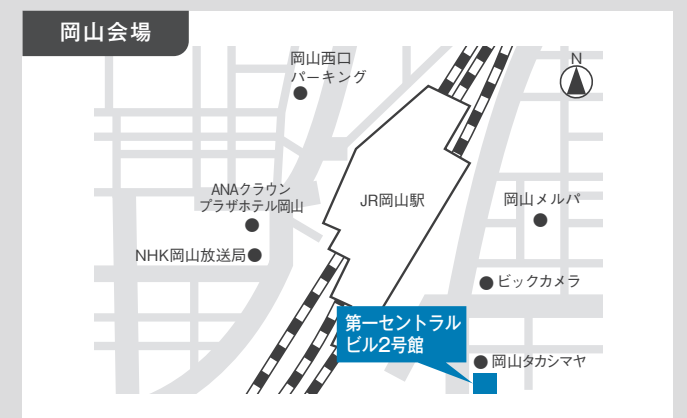 岡山会場
岡山西口
パーキング
N
ANAクラウン
プラザホテル岡山
JR岡山駅
岡山メルパ
NHK岡山放送局
ビックカメラ
第一セントラル
ビル2号館
岡山タカシマヤ